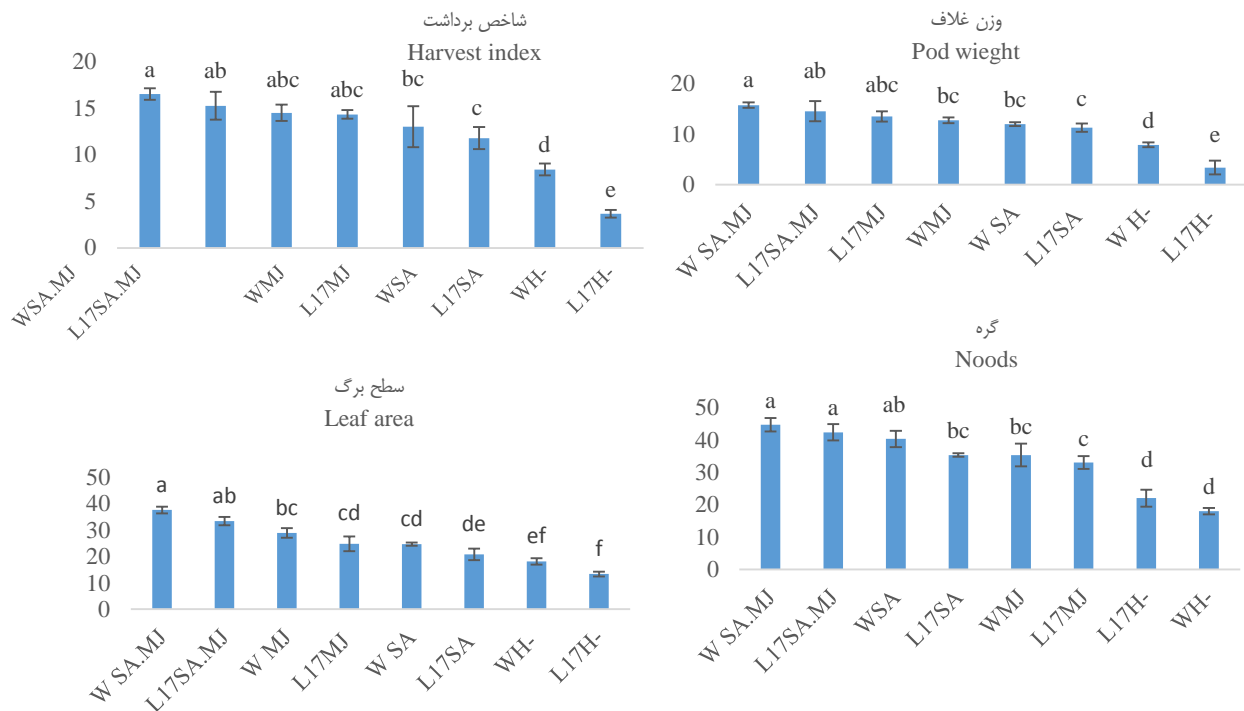 شاخص برداشت
Harvest index
20
15
10
5
0
a
ab
abc
abc
bc
c
d
e
WSA.MJ
L17SA.MJ
WMJ
L17MJ
WSA
L17SA
WH-
L17H-
وزن غلاف
Pod wieght
20
10
0
a
ab
abc
bc
bc
c
d
e
W SA.MJ
L17SA.MJ
L17MJ
WMJ
W SA
L17SA
W H-
L17H-
سطح برگ
Leaf area
50
40
30
20
10
0
a
ab
bc
cd
cd
de
ef
f
W SA.MJ
L17SA.MJ
W MJ
L17MJ
W SA
L17SA
WH-
L17H-
گره
Noods
50
40
30
20
10
0
a
a
ab
bc
bc
c
d
d
W SA.MJ
L17SA.MJ
WSA
L17SA
WMJ
L17MJ
L17H-
WH-